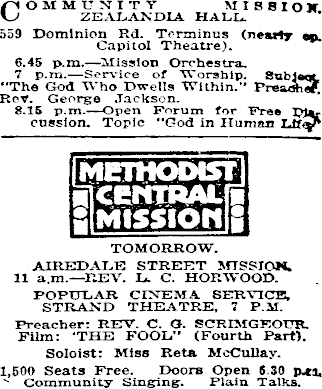 COMMUNITY MISSION,
ZEALANDIA HALL.
559 Dominion Rd. Terminus (nearly op.
Capitol Theatre).
6.45 p.m.—Mission Orchestra.
7 p.m.—Service of Worship. Subject,
"The God Who Dwells Within." Preacher,
Rev. George Jackson.
8.15 p.m.—Open Forum for Free Dis-
cussion. Topic "God in Human Life"
METHODIST
CENTRAL
MISSION
TOMORROW.
AIREDALE STREET MISSION.
11 a.m.—REV. L. C. HORWOOD.
POPULAR CINEMA SERVICE,
STRAND THEATRE, 7 P.M.
Preacher: REV. C. G. SCRIMGEOUR.
Film: 'THE FOOL" (Fourth Part).
Soloist: Miss Reta McCullay.
1,500 Seats Free. Doors Open 6.30 p.m.
Community Singing. Plain Talks.